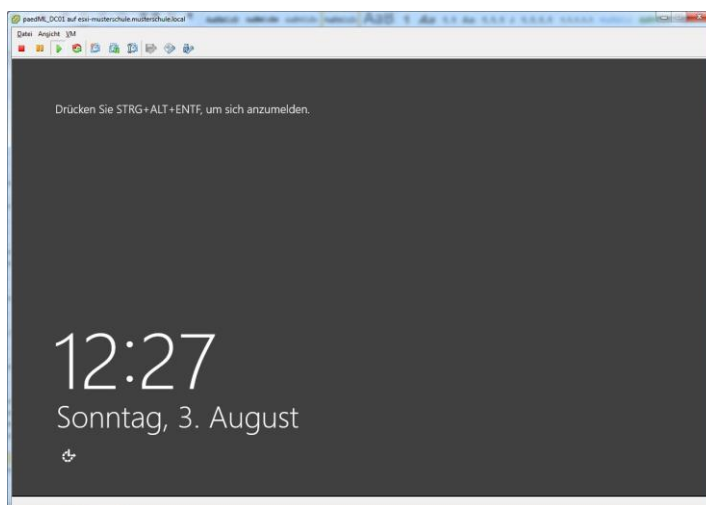 paedML_DC01 auf esxi-musterschule.musterschule.local
Datei Ansicht VM
Drücken Sie STRG+ALT+ENTF, um sich anzumelden.
12:27
Sonntag, 3. August